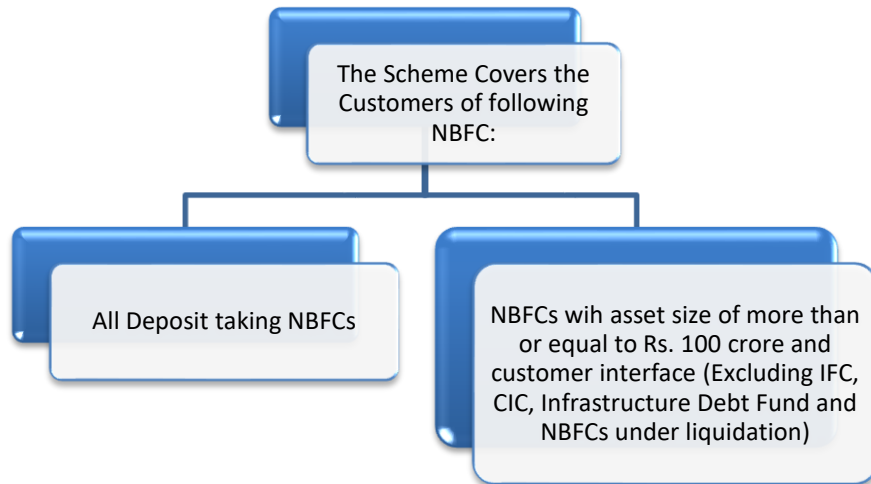 The Scheme Covers the
Customers of following
NBFC:
All Deposit taking NBFCs
NBFCs wih asset size of more than
or equal to Rs. 100 crore and
customer interface (Excluding IFC,
CIC, Infrastructure Debt Fund and
NBFCs under liquidation)